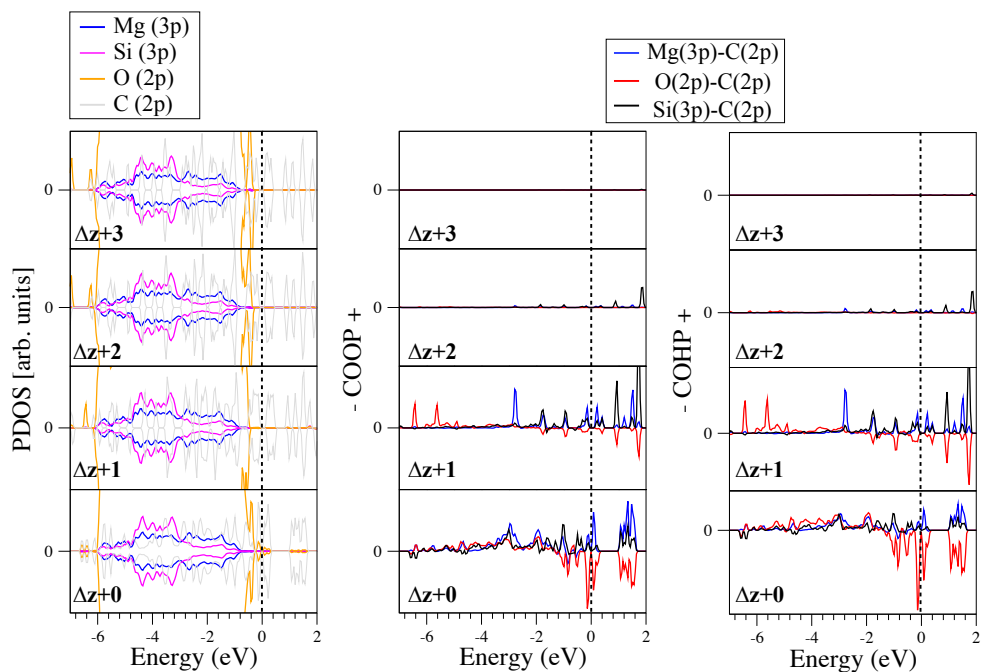 Mg (3p)
Si (3p)
O (2p)
C (2p)
Mg(3p)-C(2p)
O(2p)-C(2p)
Si(3p)-C(2p)
PDOS [arb. units]
0
Δz+3
0
Δz+2
0
Δz+1
0
Δz+0
-6 -4 -2 0 2
Energy (eV)
- COOP +
0
Δz+3
0
Δz+2
0
Δz+1
0
Δz+0
-6 -4 -2 0 2
Energy (eV)
- COHP +
0
Δz+3
0
Δz+2
0
Δz+1
0
Δz+0
-6 -4 -2 0 2
Energy (eV)